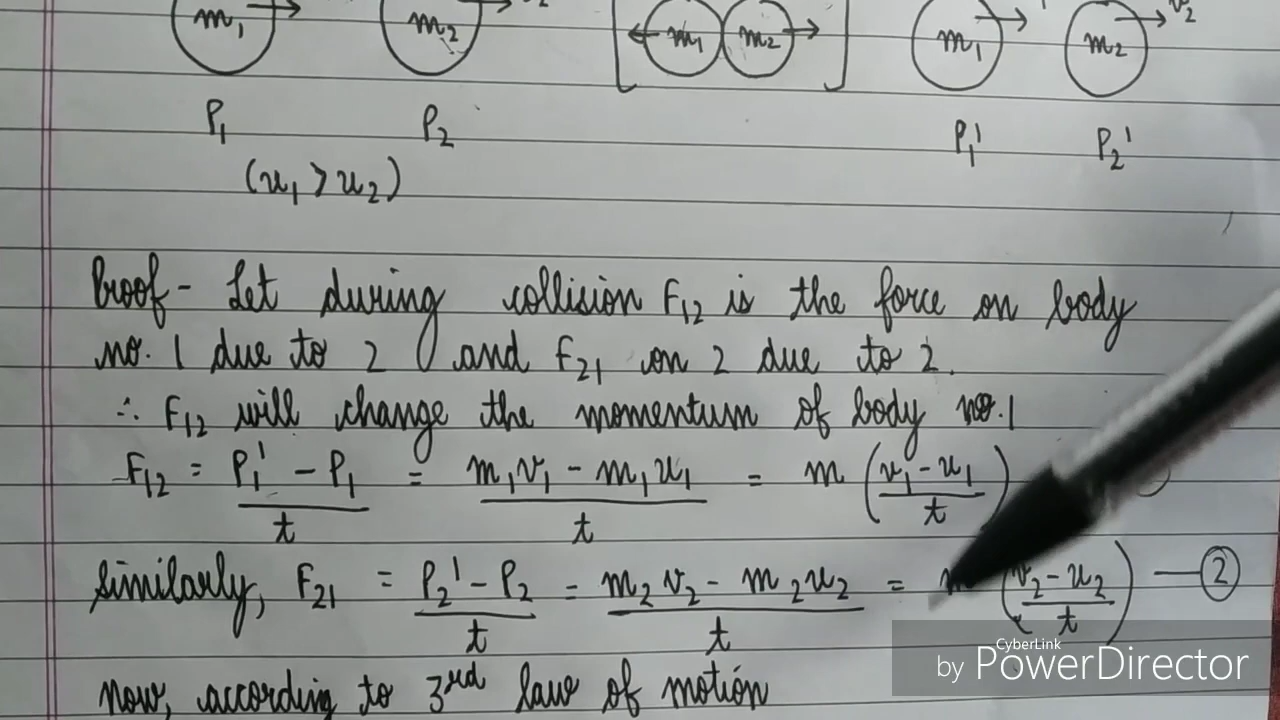 m₁ m₂ m₁ m₂ m₁ m₂ v₂
P₁ P₂ P₁' P₂'
(u₁ > u₂)
Proof - Let during collision F₁₂ is the force on body
no. 1 due to 2 and F₂₁ on 2 due to 2.
∴ F₁₂ will change the momentum of body no. 1
F₁₂ = (P₁' - P₁)/t = (m₁v₁ - m₁u₁)/t = m ((v₁ - u₁)/t)
Similarly, F₂₁ = (P₂' - P₂)/t = (m₂v₂ - m₂u₂)/t = m ((v₂ - u₂)/t) — ②
Now, according to 3rd law of motion
CyberLink
by PowerDirector